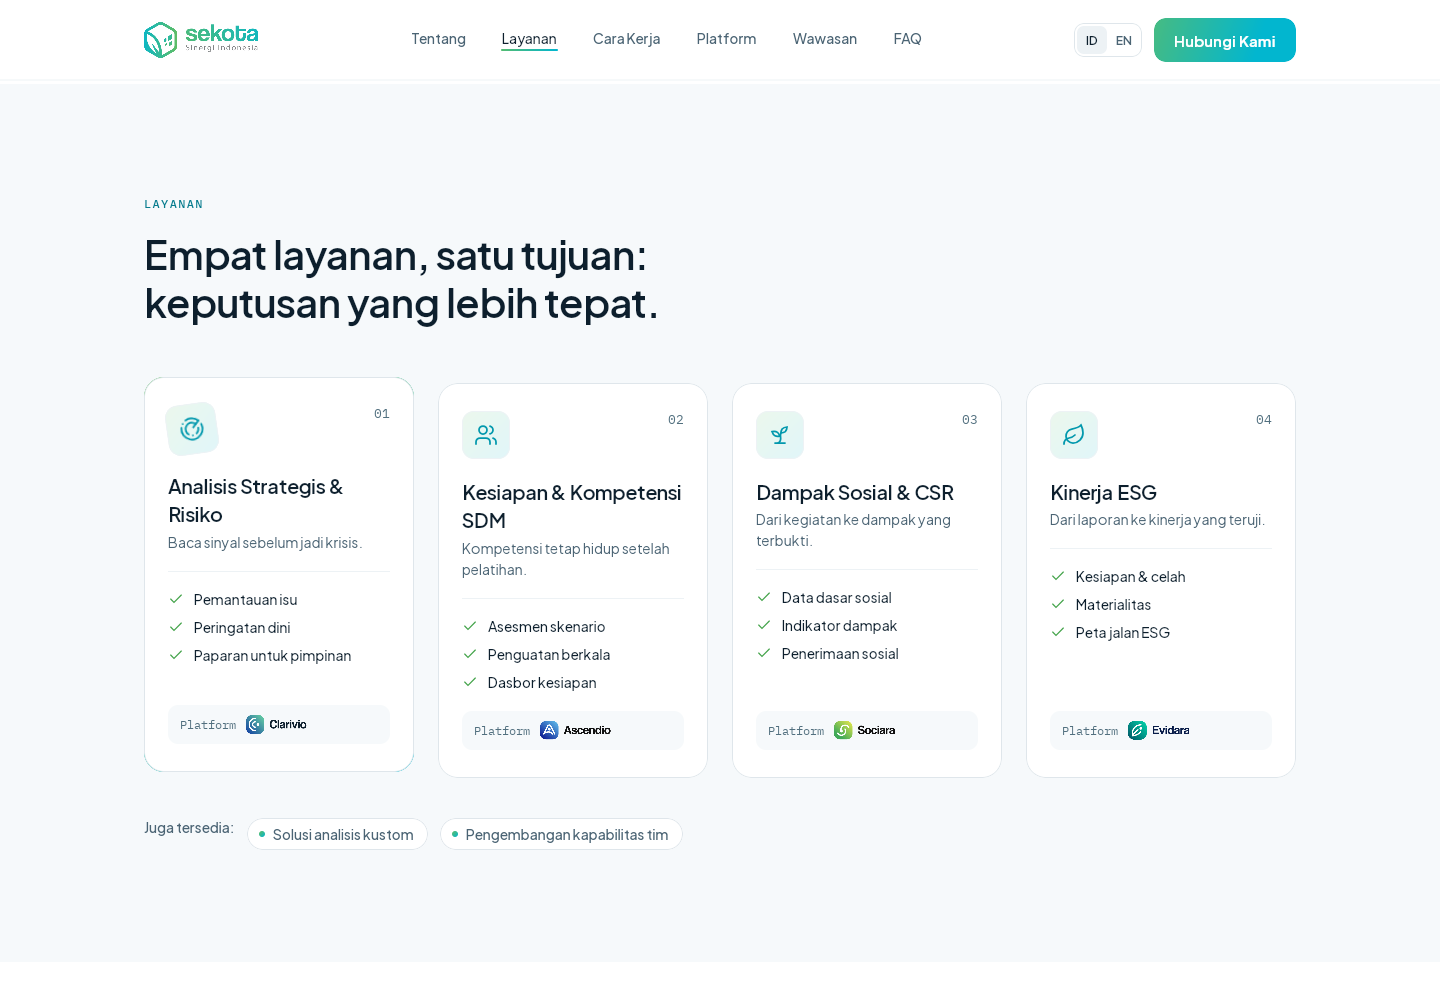 sekota
Sinergi Indonesia
Tentang
Layanan
Cara Kerja
Platform
Wawasan
FAQ
ID
EN
Hubungi Kami
LAYANAN
Empat layanan, satu tujuan:
keputusan yang lebih tepat.
01
Analisis Strategis &
Risiko
Baca sinyal sebelum jadi krisis.
Pemantauan isu
Peringatan dini
Paparan untuk pimpinan
Platform
Clarivio
02
Kesiapan & Kompetensi
SDM
Kompetensi tetap hidup setelah
pelatihan.
Asesmen skenario
Penguatan berkala
Dasbor kesiapan
Platform
Ascendio
03
Dampak Sosial & CSR
Dari kegiatan ke dampak yang
terbukti.
Data dasar sosial
Indikator dampak
Penerimaan sosial
Platform
Sociara
04
Kinerja ESG
Dari laporan ke kinerja yang teruji.
Kesiapan & celah
Materialitas
Peta jalan ESG
Platform
Evidara
Juga tersedia:
Solusi analisis kustom
Pengembangan kapabilitas tim